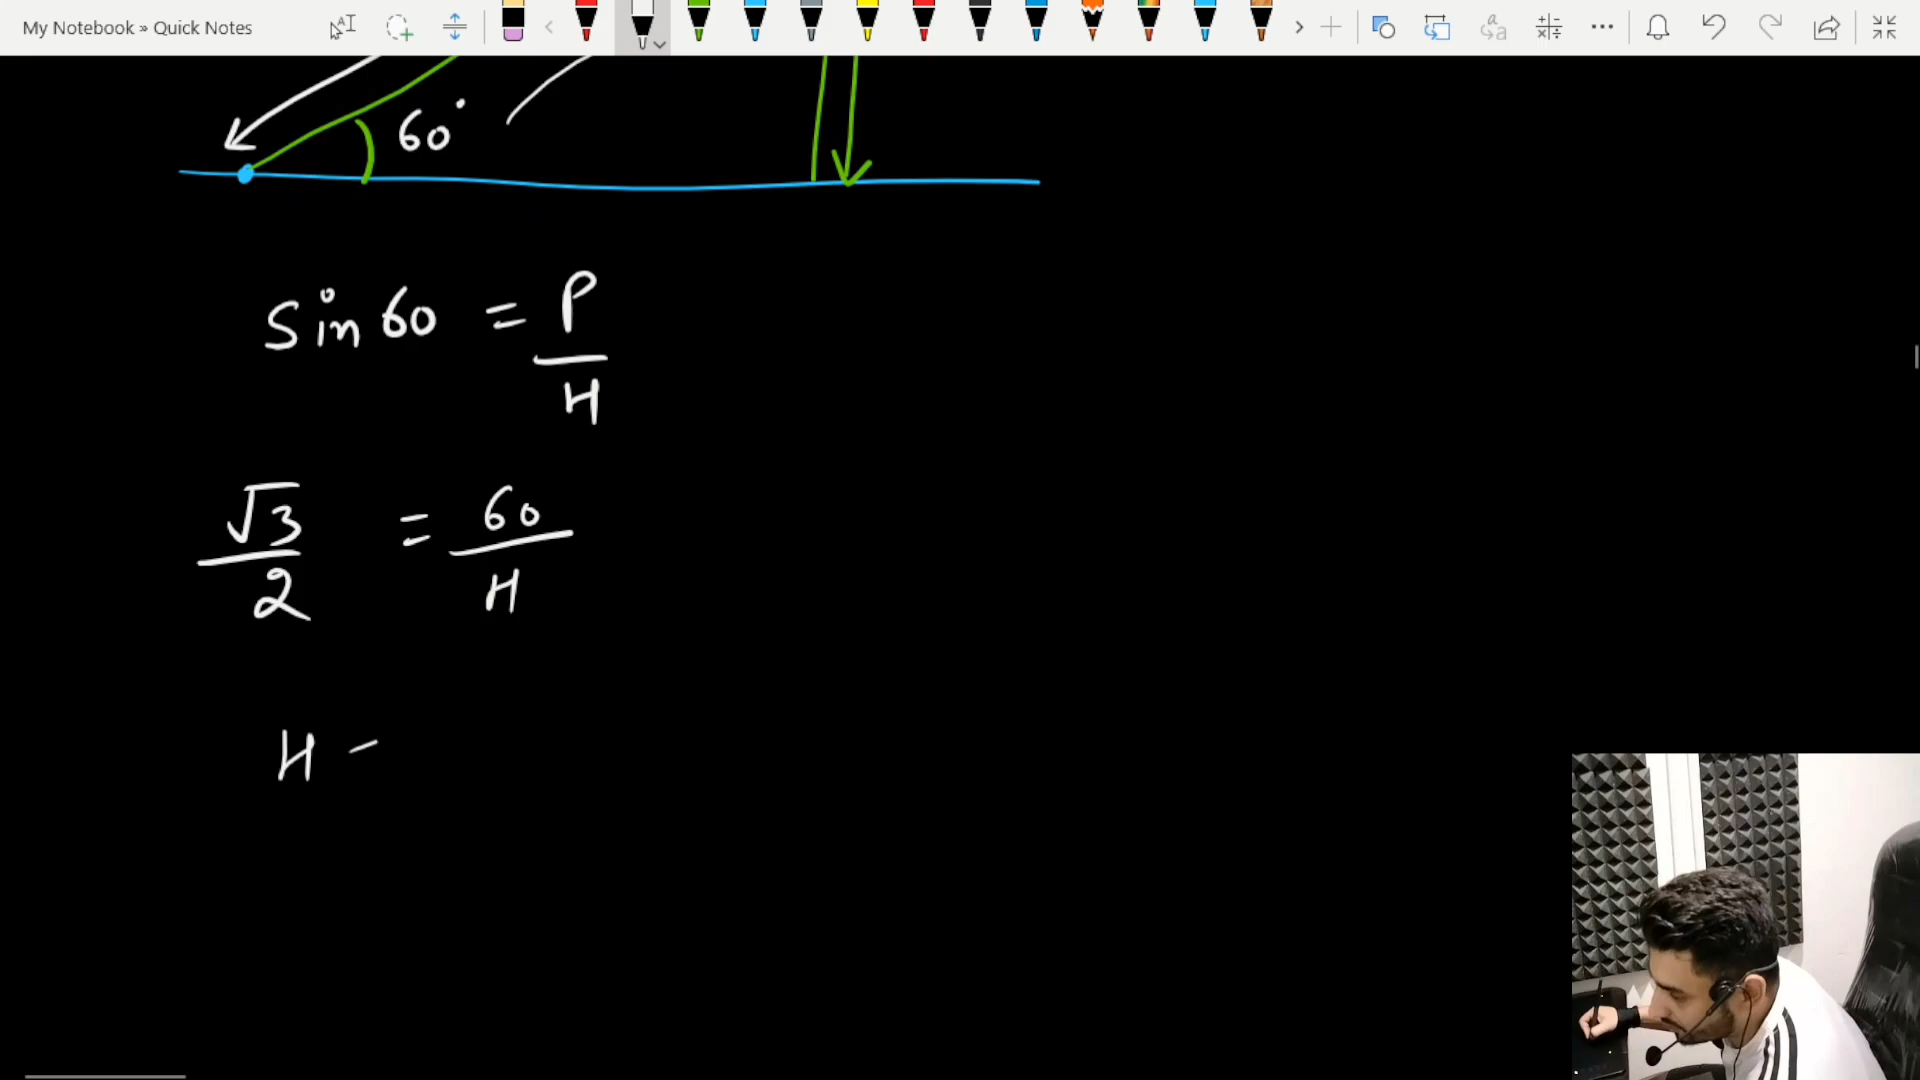 My Notebook » Quick Notes
60°
Sin 60 = P/H
√3/2 = 60/H
H -